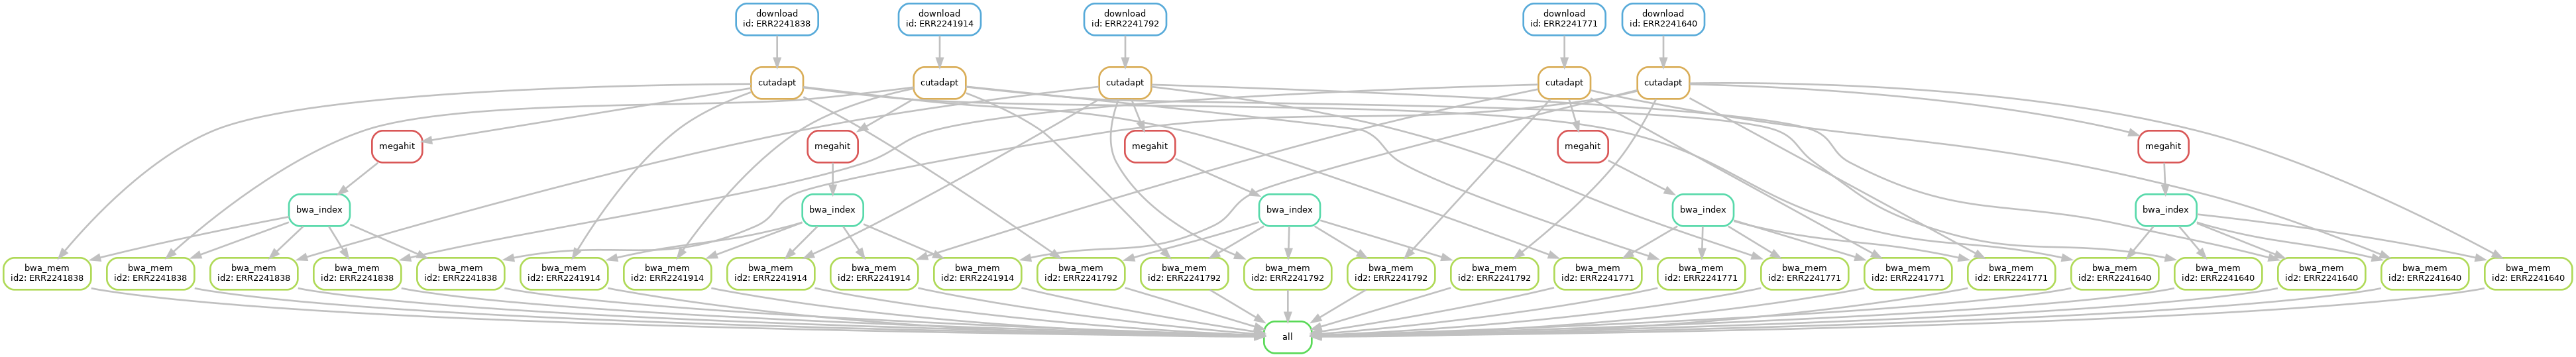 download
id: ERR2241838
download
id: ERR2241914
download
id: ERR2241792
download
id: ERR2241771
download
id: ERR2241640
cutadapt
cutadapt
cutadapt
cutadapt
cutadapt
megahit
megahit
megahit
megahit
megahit
bwa_index
bwa_index
bwa_index
bwa_index
bwa_index
bwa_mem
id2: ERR2241838
bwa_mem
id2: ERR2241838
bwa_mem
id2: ERR2241838
bwa_mem
id2: ERR2241838
bwa_mem
id2: ERR2241838
bwa_mem
id2: ERR2241914
bwa_mem
id2: ERR2241914
bwa_mem
id2: ERR2241914
bwa_mem
id2: ERR2241914
bwa_mem
id2: ERR2241914
bwa_mem
id2: ERR2241792
bwa_mem
id2: ERR2241792
bwa_mem
id2: ERR2241792
bwa_mem
id2: ERR2241792
bwa_mem
id2: ERR2241792
bwa_mem
id2: ERR2241771
bwa_mem
id2: ERR2241771
bwa_mem
id2: ERR2241771
bwa_mem
id2: ERR2241771
bwa_mem
id2: ERR2241771
bwa_mem
id2: ERR2241640
bwa_mem
id2: ERR2241640
bwa_mem
id2: ERR2241640
bwa_mem
id2: ERR2241640
bwa_mem
id2: ERR2241640
all